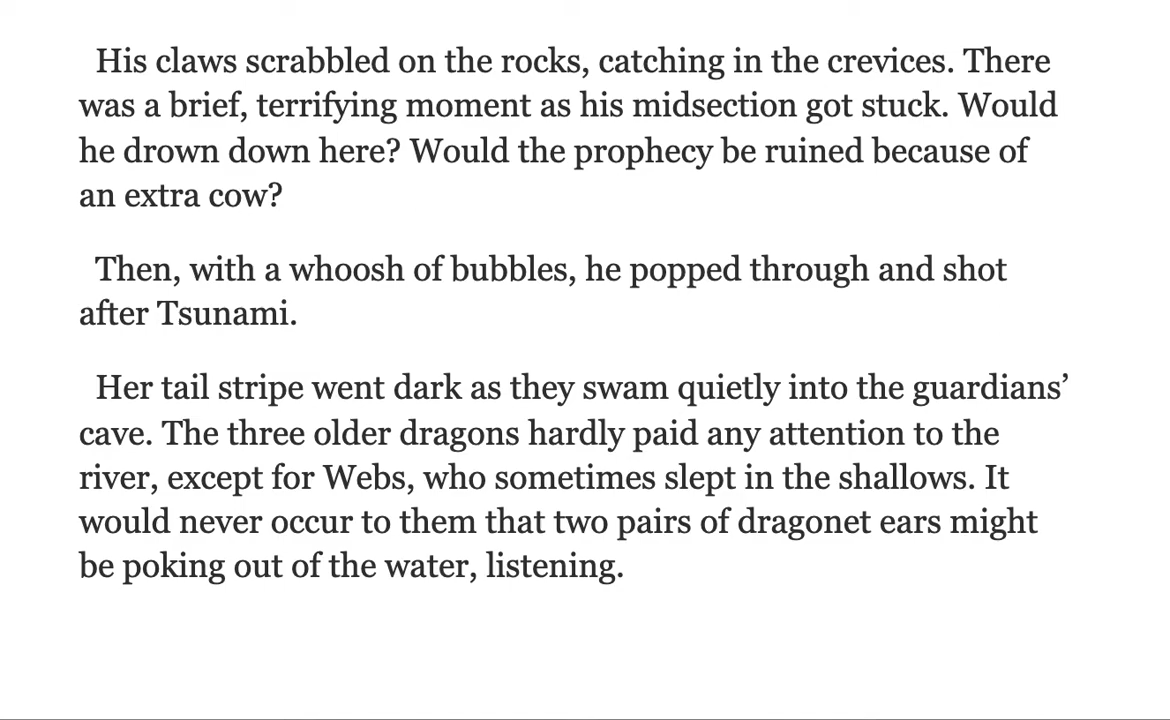 His claws scrabbled on the rocks, catching in the crevices. There
was a brief, terrifying moment as his midsection got stuck. Would
he drown down here? Would the prophecy be ruined because of
an extra cow?
Then, with a whoosh of bubbles, he popped through and shot
after Tsunami.
Her tail stripe went dark as they swam quietly into the guardians’
cave. The three older dragons hardly paid any attention to the
river, except for Webs, who sometimes slept in the shallows. It
would never occur to them that two pairs of dragonet ears might
be poking out of the water, listening.